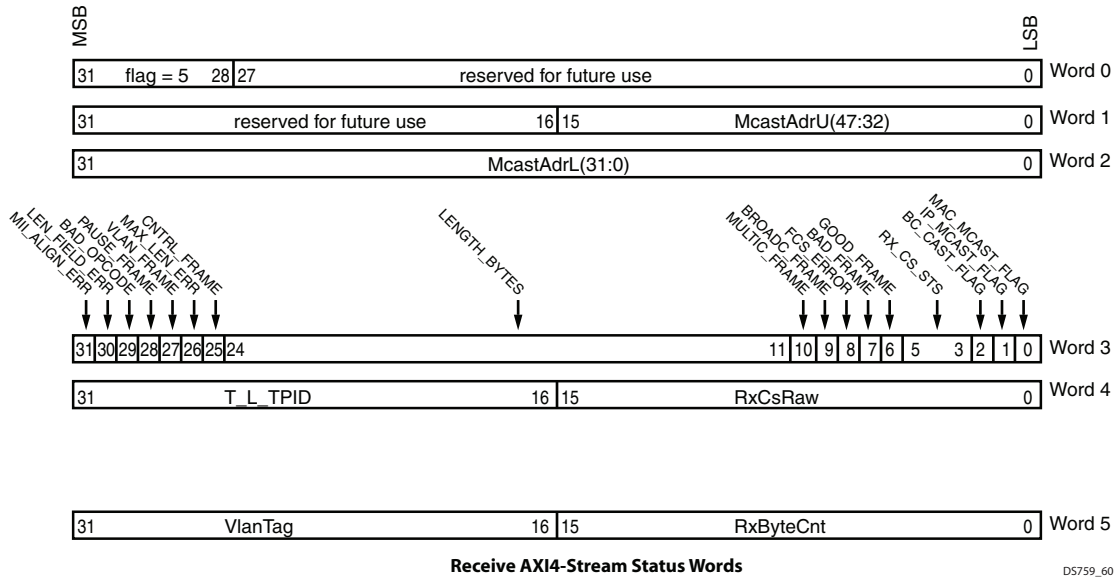 MSB LSB
31 flag = 5 28 27 reserved for future use 0 Word 0
31 reserved for future use 16 15 McastAdrU(47:32) 0 Word 1
31 McastAdrL(31:0) 0 Word 2
MII_ALIGN_ERR
LEN_FIELD_ERR
BAD_OPCODE
PAUSE_FRAME
VLAN_FRAME
MAX_LEN_ERR
CNTRL_FRAME
LENGTH_BYTES
MULTIC_FRAME
BROADC_FRAME
FCS_ERROR
BAD_FRAME
GOOD_FRAME
RX_CS_STS
BC_CAST_FLAG
IP_MCAST_FLAG
MAC_MCAST_FLAG
31 30 29 28 27 26 25 24 11 10 9 8 7 6 5 3 2 1 0 Word 3
31 T_L_TPID 16 15 RxCsRaw 0 Word 4
31 VlanTag 16 15 RxByteCnt 0 Word 5
Receive AXI4-Stream Status Words
DS759_60